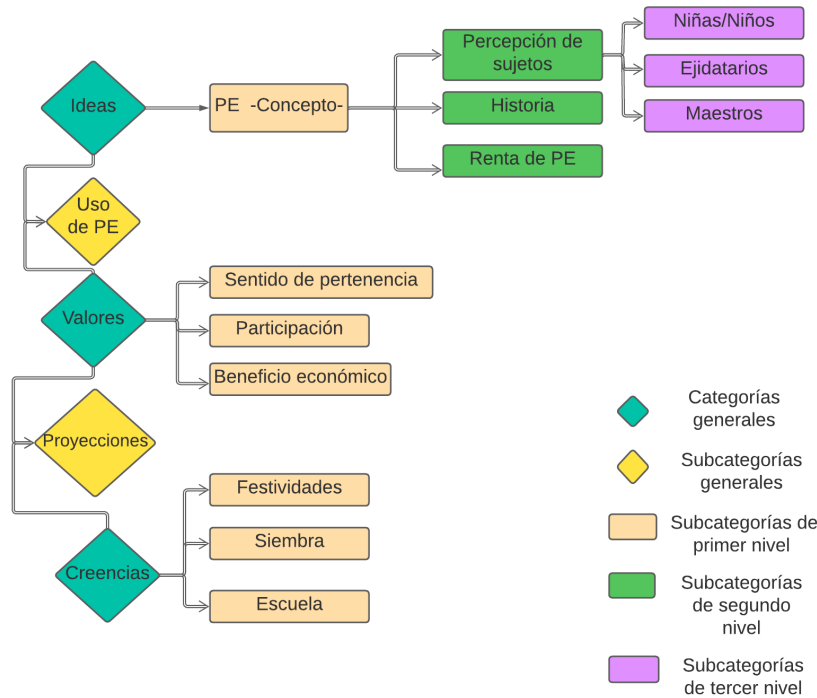 Ideas
PE -Concepto-
Percepción de
sujetos
Historia
Renta de PE
Niñas/Niños
Ejidatarios
Maestros
Uso
de PE
Valores
Sentido de pertenencia
Participación
Beneficio económico
Proyecciones
Creencias
Festividades
Siembra
Escuela
Categorías
generales
Subcategorías
generales
Subcategorías de
primer nivel
Subcategorías
de segundo
nivel
Subcategorías
de tercer nivel